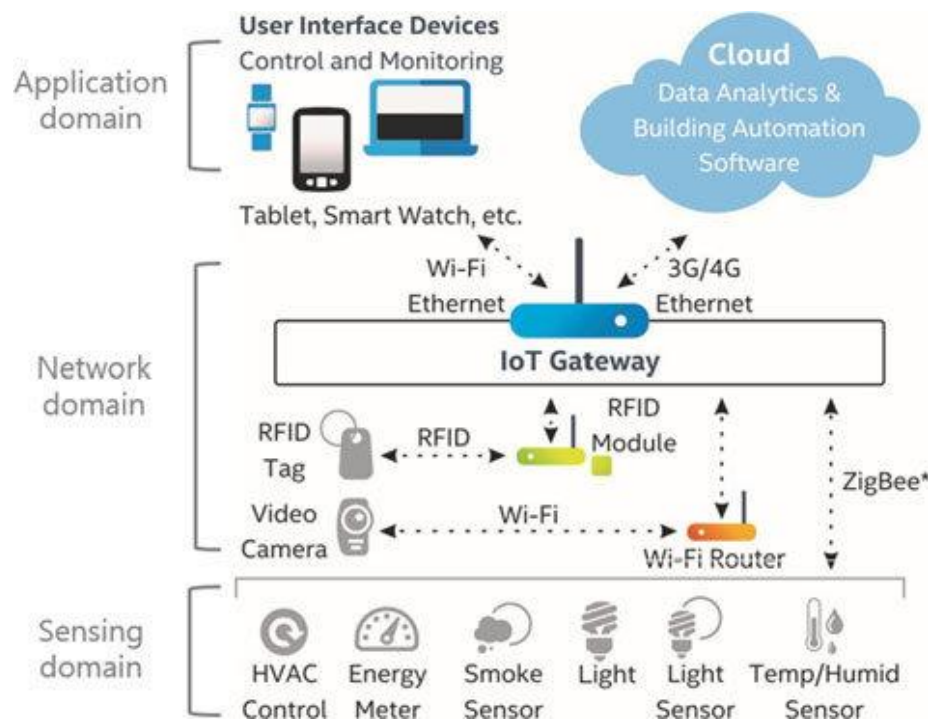 Application
domain
User Interface Devices
Control and Monitoring
Tablet, Smart Watch, etc.
Cloud
Data Analytics &
Building Automation
Software
Wi-Fi
Ethernet
3G/4G
Ethernet
Network
domain
IoT Gateway
RFID
Tag
RFID
RFID
Module
ZigBee*
Video
Camera
Wi-Fi
Wi-Fi Router
Sensing
domain
HVAC
Control
Energy
Meter
Smoke
Sensor
Light
Light
Sensor
Temp/Humid
Sensor